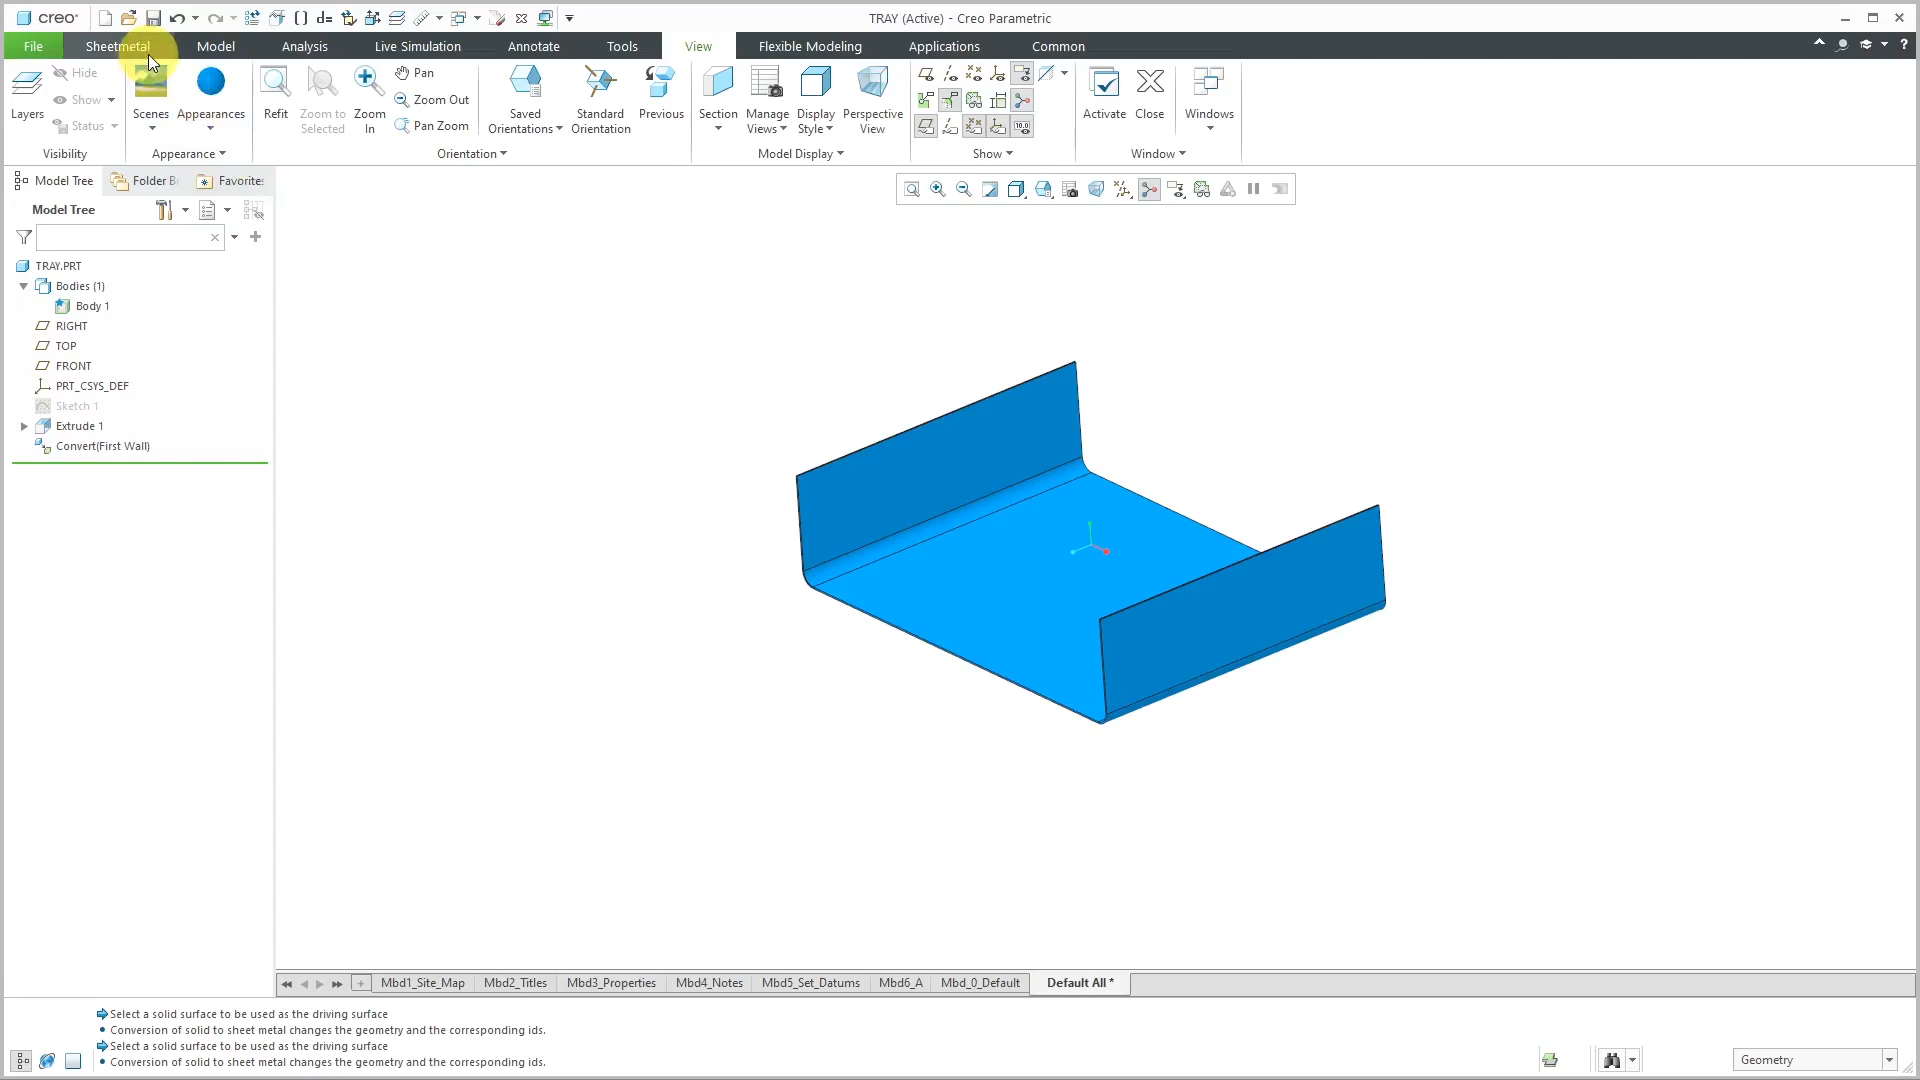 creo
TRAY (Active) - Creo Parametric
File Sheetmetal Model Analysis Live Simulation Annotate Tools View Flexible Modeling Applications Common
Layers
Hide
Show
Status
Visibility
Scenes
Appearances
Appearance
Refit
Zoom to Selected
Zoom In
Pan
Zoom Out
Pan Zoom
Saved Orientations
Standard Orientation
Previous
Orientation
Section
Manage Views
Display Style
Perspective View
Model Display
Show
Activate
Close
Windows
Window
Model Tree
Folder B
Favorite
Model Tree
TRAY.PRT
Bodies (1)
Body 1
RIGHT
TOP
FRONT
PRT_CSYS_DEF
Sketch 1
Extrude 1
Convert(First Wall)
Mbd1_Site_Map Mbd2_Titles Mbd3_Properties Mbd4_Notes Mbd5_Set_Datums Mbd6_A Mbd_0_Default Default All *
Select a solid surface to be used as the driving surface
• Conversion of solid to sheet metal changes the geometry and the corresponding ids.
Select a solid surface to be used as the driving surface
• Conversion of solid to sheet metal changes the geometry and the corresponding ids.
Geometry